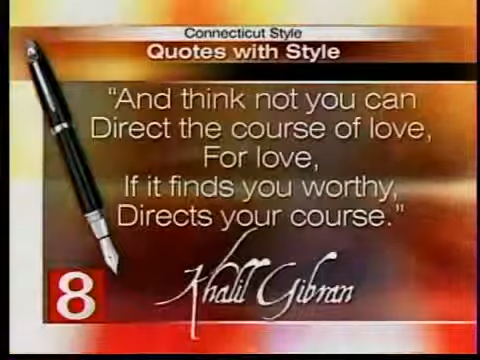 Connecticut Style
Quotes with Style
“And think not you can
Direct the course of love,
For love,
If it finds you worthy,
Directs your course.”
Khalil Gibran
8